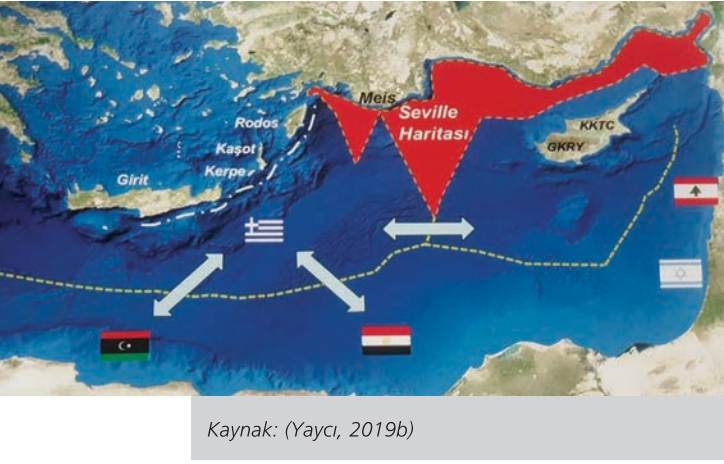 Meis
Seville
Haritası
Rodos
KKTC
GKRY
Kaşot
Kerpe
Girit
Kaynak: (Yaycı, 2019b)